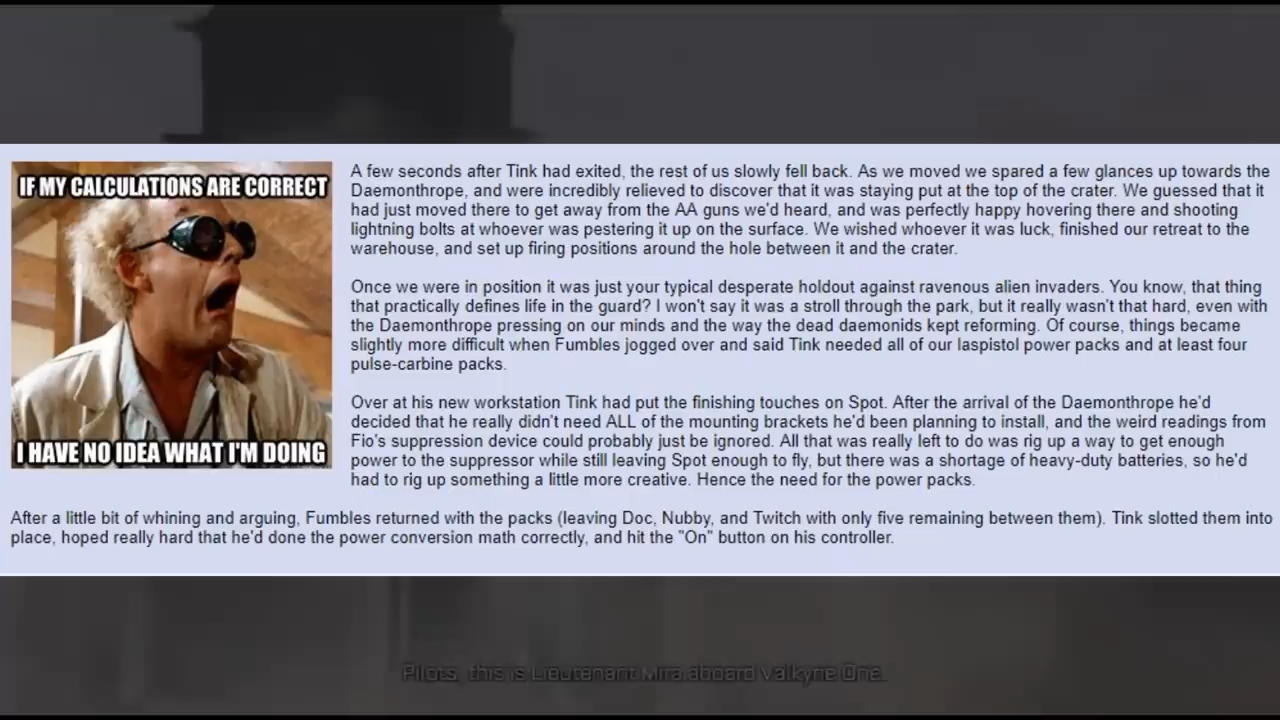 IF MY CALCULATIONS ARE CORRECT
I HAVE NO IDEA WHAT I'M DOING
A few seconds after Tink had exited, the rest of us slowly fell back. As we moved we spared a few glances up towards the
Daemonthrope, and were incredibly relieved to discover that it was staying put at the top of the crater. We guessed that it
had just moved there to get away from the AA guns we'd heard, and was perfectly happy hovering there and shooting
lightning bolts at whoever was pestering it up on the surface. We wished whoever it was luck, finished our retreat to the
warehouse, and set up firing positions around the hole between it and the crater.
Once we were in position it was just your typical desperate holdout against ravenous alien invaders. You know, that thing
that practically defines life in the guard? I won't say it was a stroll through the park, but it really wasn't that hard, even with
the Daemonthrope pressing on our minds and the way the dead daemonids kept reforming. Of course, things became
slightly more difficult when Fumbles jogged over and said Tink needed all of our laspistol power packs and at least four
pulse-carbine packs.
Over at his new workstation Tink had put the finishing touches on Spot. After the arrival of the Daemonthrope he'd
decided that he really didn't need ALL of the mounting brackets he'd been planning to install, and the weird readings from
Fio's suppression device could probably just be ignored. All that was really left to do was rig up a way to get enough
power to the suppressor while still leaving Spot enough to fly, but there was a shortage of heavy-duty batteries, so he'd
had to rig up something a little more creative. Hence the need for the power packs.
After a little bit of whining and arguing, Fumbles returned with the packs (leaving Doc, Nubby, and Twitch with only five remaining between them). Tink slotted them into
place, hoped really hard that he'd done the power conversion math correctly, and hit the "On" button on his controller.
Pilots, this is Lieutenant Mira aboard Valkyrie One.